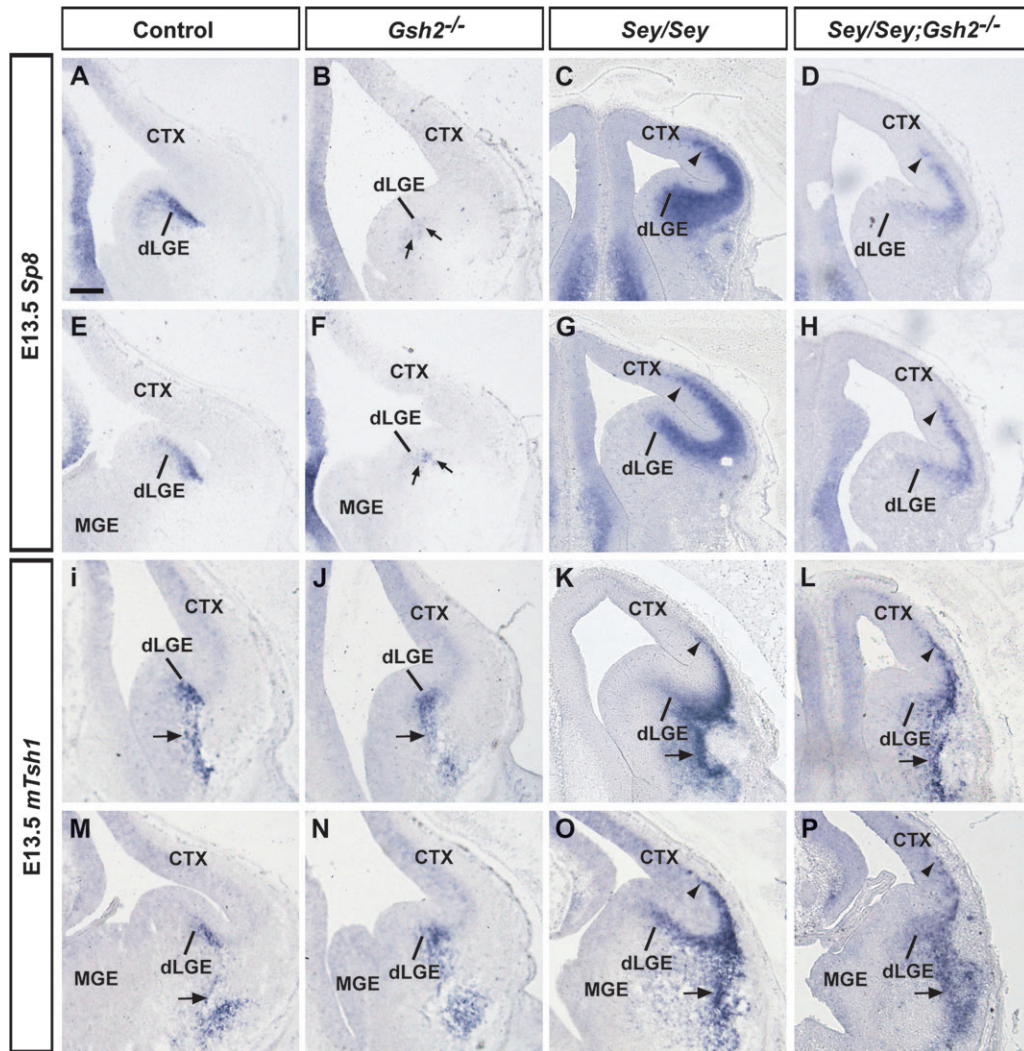 Control
Gsh2-/-
Sey/Sey
Sey/Sey;Gsh2-/-
E13.5 Sp8
A
CTX
dLGE
B
CTX
dLGE
C
CTX
dLGE
D
CTX
dLGE
E
CTX
dLGE
MGE
F
CTX
dLGE
MGE
G
CTX
dLGE
H
CTX
dLGE
E13.5 mTsh1
i
CTX
dLGE
J
CTX
dLGE
K
CTX
dLGE
L
CTX
dLGE
M
CTX
dLGE
MGE
N
CTX
dLGE
MGE
O
CTX
dLGE
MGE
P
CTX
dLGE
MGE